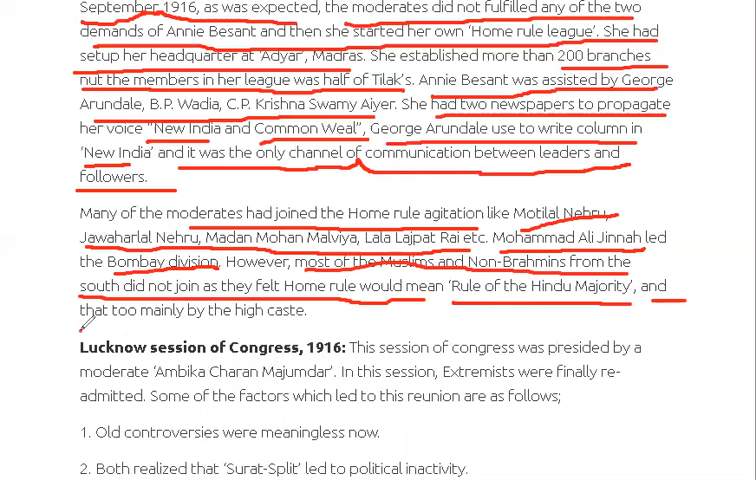 September 1916, as was expected, the moderates did not fulfilled any of the two
demands of Annie Besant and then she started her own ‘Home rule league’. She had
setup her headquarter at ‘Adyar’, Madras. She established more than 200 branches
nut the members in her league was half of Tilak’s. Annie Besant was assisted by George
Arundale, B.P. Wadia, C.P. Krishna Swamy Aiyer. She had two newspapers to propagate
her voice “New India and Common Weal”, George Arundale use to write column in
‘New India’ and it was the only channel of communication between leaders and
followers.
Many of the moderates had joined the Home rule agitation like Motilal Nehru,
Jawaharlal Nehru, Madan Mohan Malviya, Lala Lajpat Rai etc. Mohammad Ali Jinnah led
the Bombay division. However, most of the Muslims and Non-Brahmins from the
south did not join as they felt Home rule would mean ‘Rule of the Hindu Majority’, and
that too mainly by the high caste.
Lucknow session of Congress, 1916: This session of congress was presided by a
moderate ‘Ambika Charan Majumdar’. In this session, Extremists were finally re-
admitted. Some of the factors which led to this reunion are as follows;
1. Old controversies were meaningless now.
2. Both realized that ‘Surat-Split’ led to political inactivity.